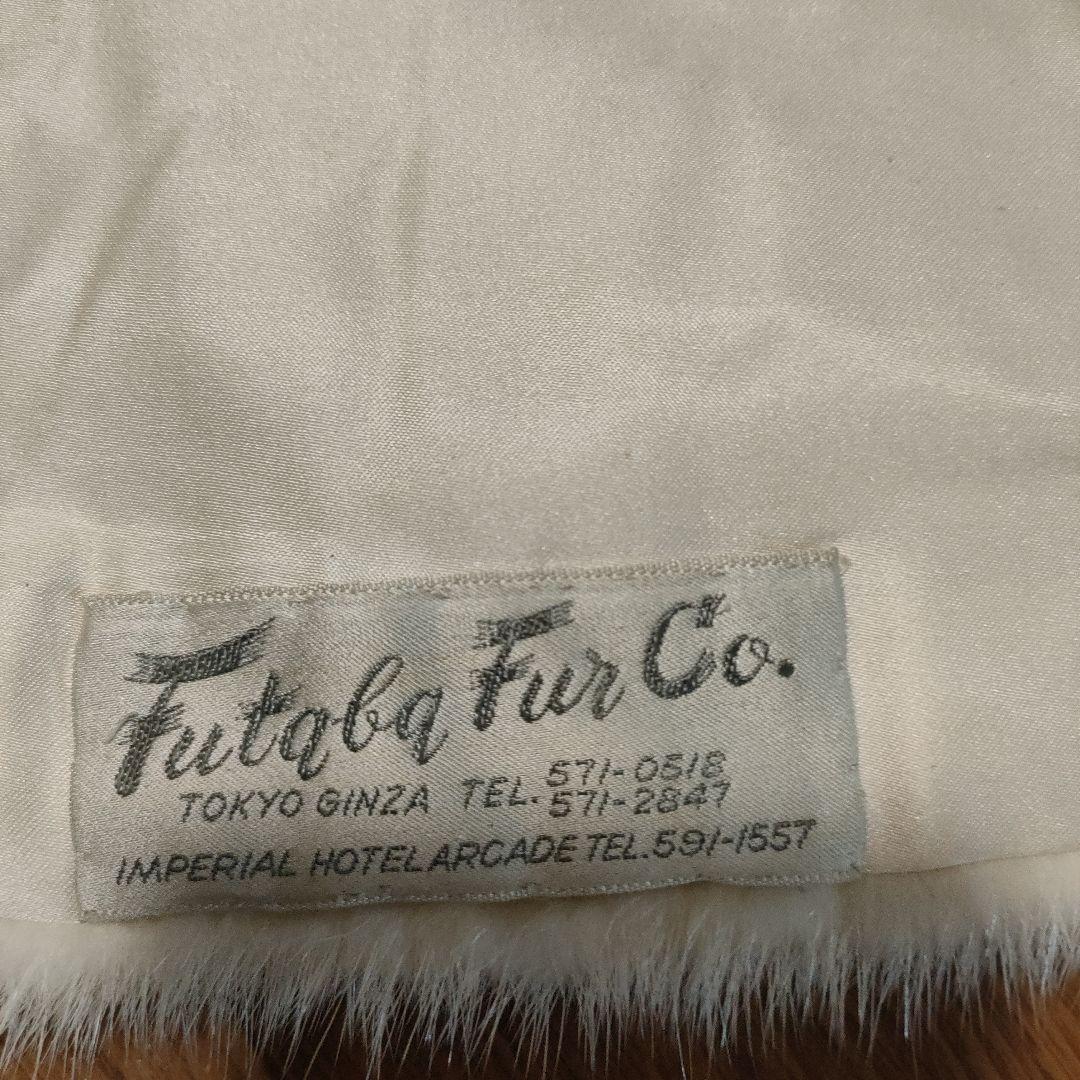 Futaba Fur Co.
TOKYO GINZA TEL. 571-0518
571-2847
IMPERIAL HOTEL ARCADE TEL. 591-1557